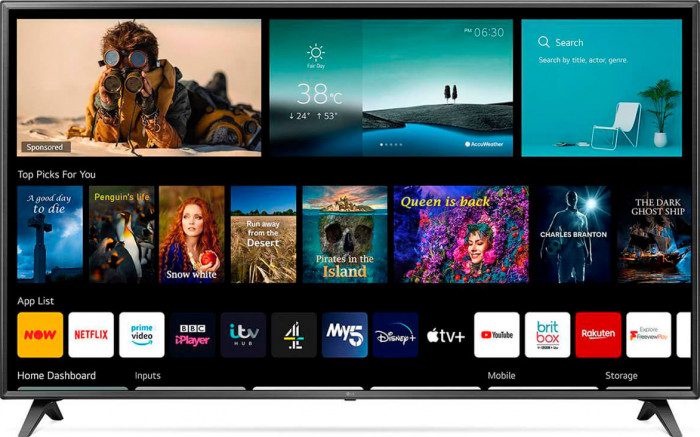 Sponsored
PM 06:30
Fair Day
38°C
↓ 24° ↑ 53°
AccuWeather
Search
Search by title, actor, genre
Top Picks For You
A good day
to die
Penguin's life
Snow white
Run away
from the
Desert
Pirates in the
Island
Queen is back
CHARLES BRANTON
THE DARK
GHOST SHIP
App List
NOW
NETFLIX
prime
video
BBC
iPlayer
itv
HUB
4
My5
Disney+
tv+
YouTube
brit
box
Rakuten
Explore
FreeviewPlay
Home Dashboard
Inputs
Mobile
Storage
LG